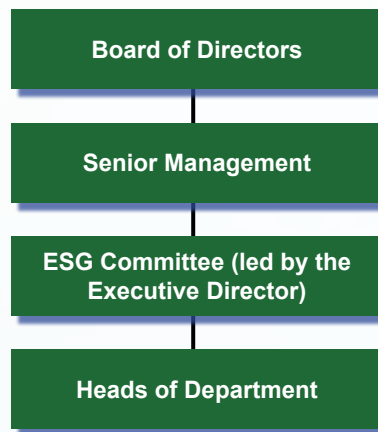 Board of Directors
Senior Management
ESG Committee (led by the
Executive Director)
Heads of Department